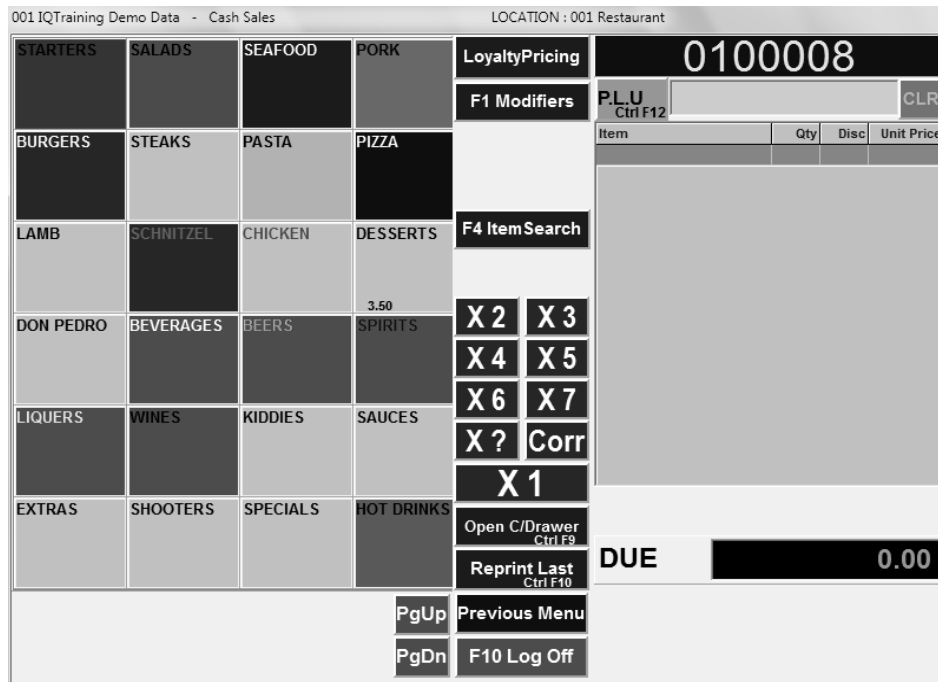 001 IQTraining Demo Data - Cash Sales LOCATION : 001 Restaurant
STARTERS SALADS SEAFOOD PORK
LoyaltyPricing
0100008
F1 Modifiers
P.L.U
Ctrl F12
CLR
Item Qty Disc Unit Price
BURGERS STEAKS PASTA PIZZA
LAMB SCHNITZEL CHICKEN DESSERTS
3.50
F4 ItemSearch
DON PEDRO BEVERAGES BEERS SPIRITS
X 2 X 3
X 4 X 5
X 6 X 7
LIQUERS WINES KIDDIES SAUCES
X ? Corr
X 1
EXTRAS SHOOTERS SPECIALS HOT DRINKS
Open C/Drawer
Ctrl F9
Reprint Last
Ctrl F10
DUE 0.00
PgUp Previous Menu
PgDn F10 Log Off